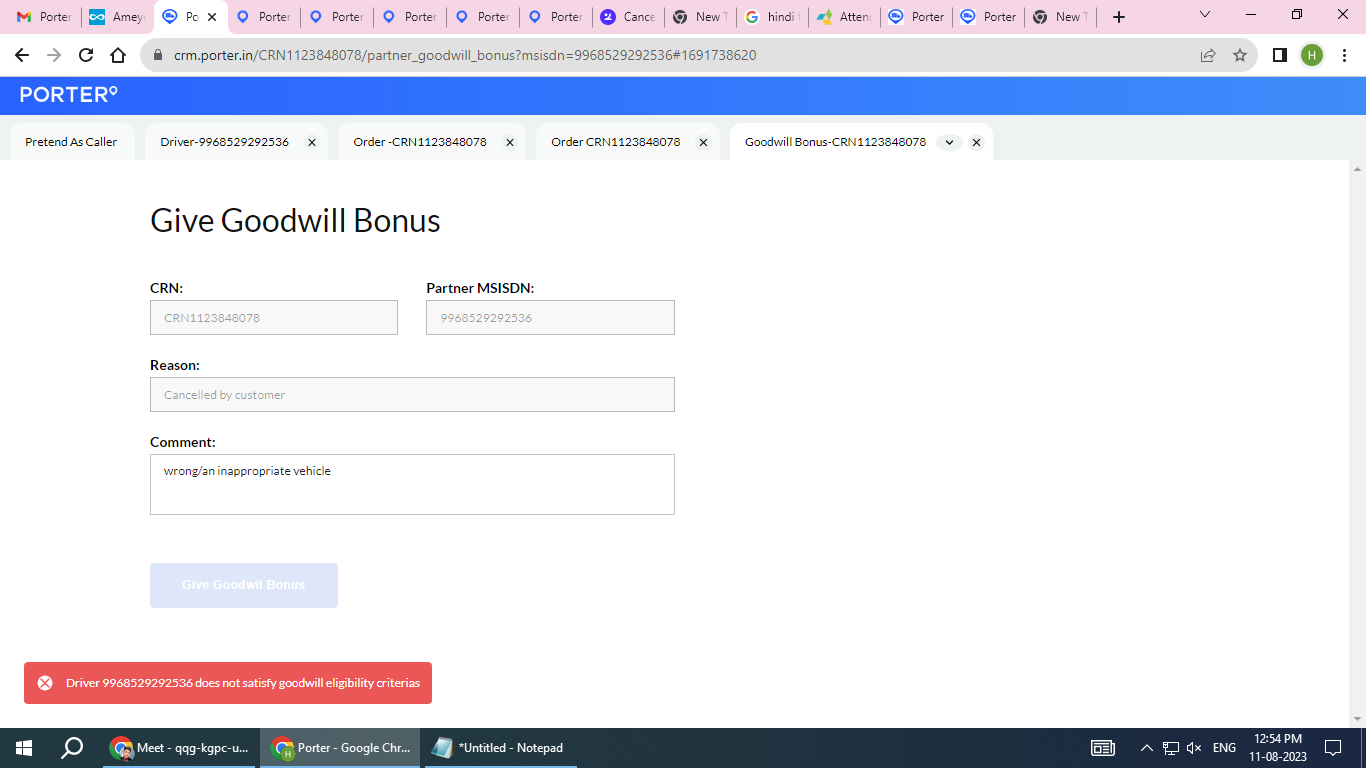 Porter
Ameyo
Po
Porter
Porter
Porter
Porter
Porter
Cance
New T
hindi
Attend
Porter
Porter
New T
crm.porter.in/CRN1123848078/partner_goodwill_bonus?msisdn=9968529292536#1691738620
H
PORTER
Pretend As Caller
Driver-9968529292536
Order -CRN1123848078
Order CRN1123848078
Goodwill Bonus-CRN1123848078
Give Goodwill Bonus
CRN: Partner MSISDN:
CRN1123848078 9968529292536
Reason:
Cancelled by customer
Comment:
wrong/an inappropriate vehicle
Give Goodwil Bonus
Driver 9968529292536 does not satisfy goodwill eligibility criterias
Meet - qqg-kgpc-u...
Porter - Google Chr...
*Untitled - Notepad
ENG
12:54 PM
11-08-2023